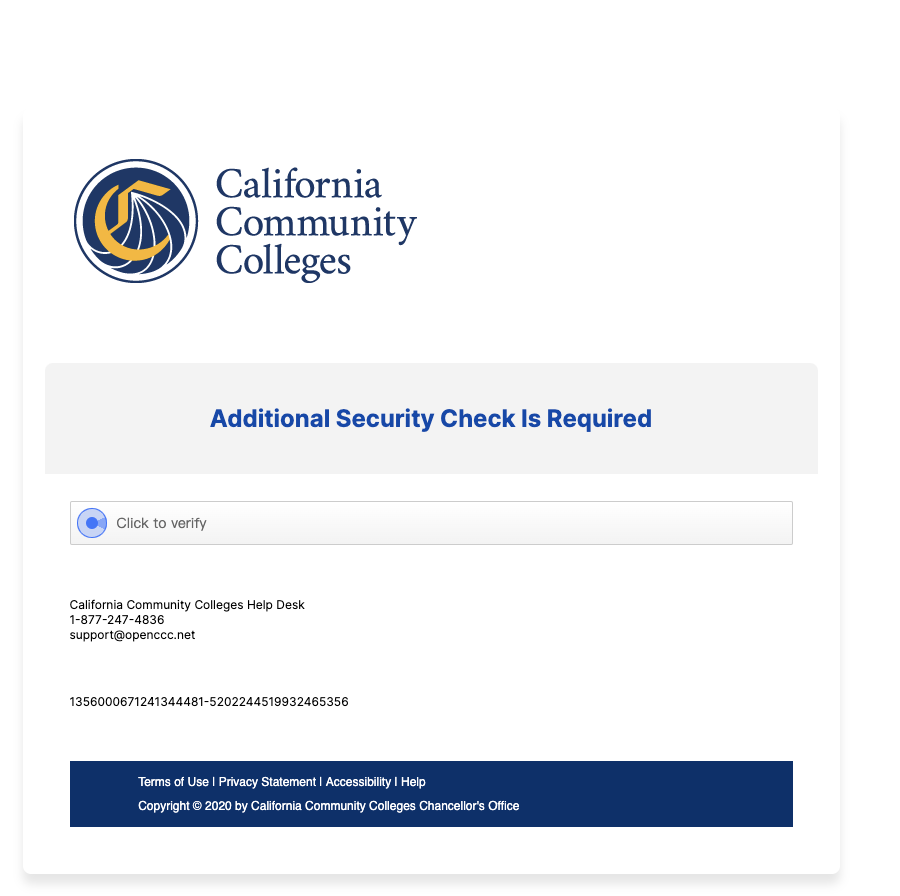 California
Community
Colleges
Additional Security Check Is Required
Click to verify
California Community Colleges Help Desk
1-877-247-4836
support@openccc.net
1356000671241344481-5202244519932465356
Terms of Use | Privacy Statement | Accessibility | Help
Copyright © 2020 by California Community Colleges Chancellor's Office